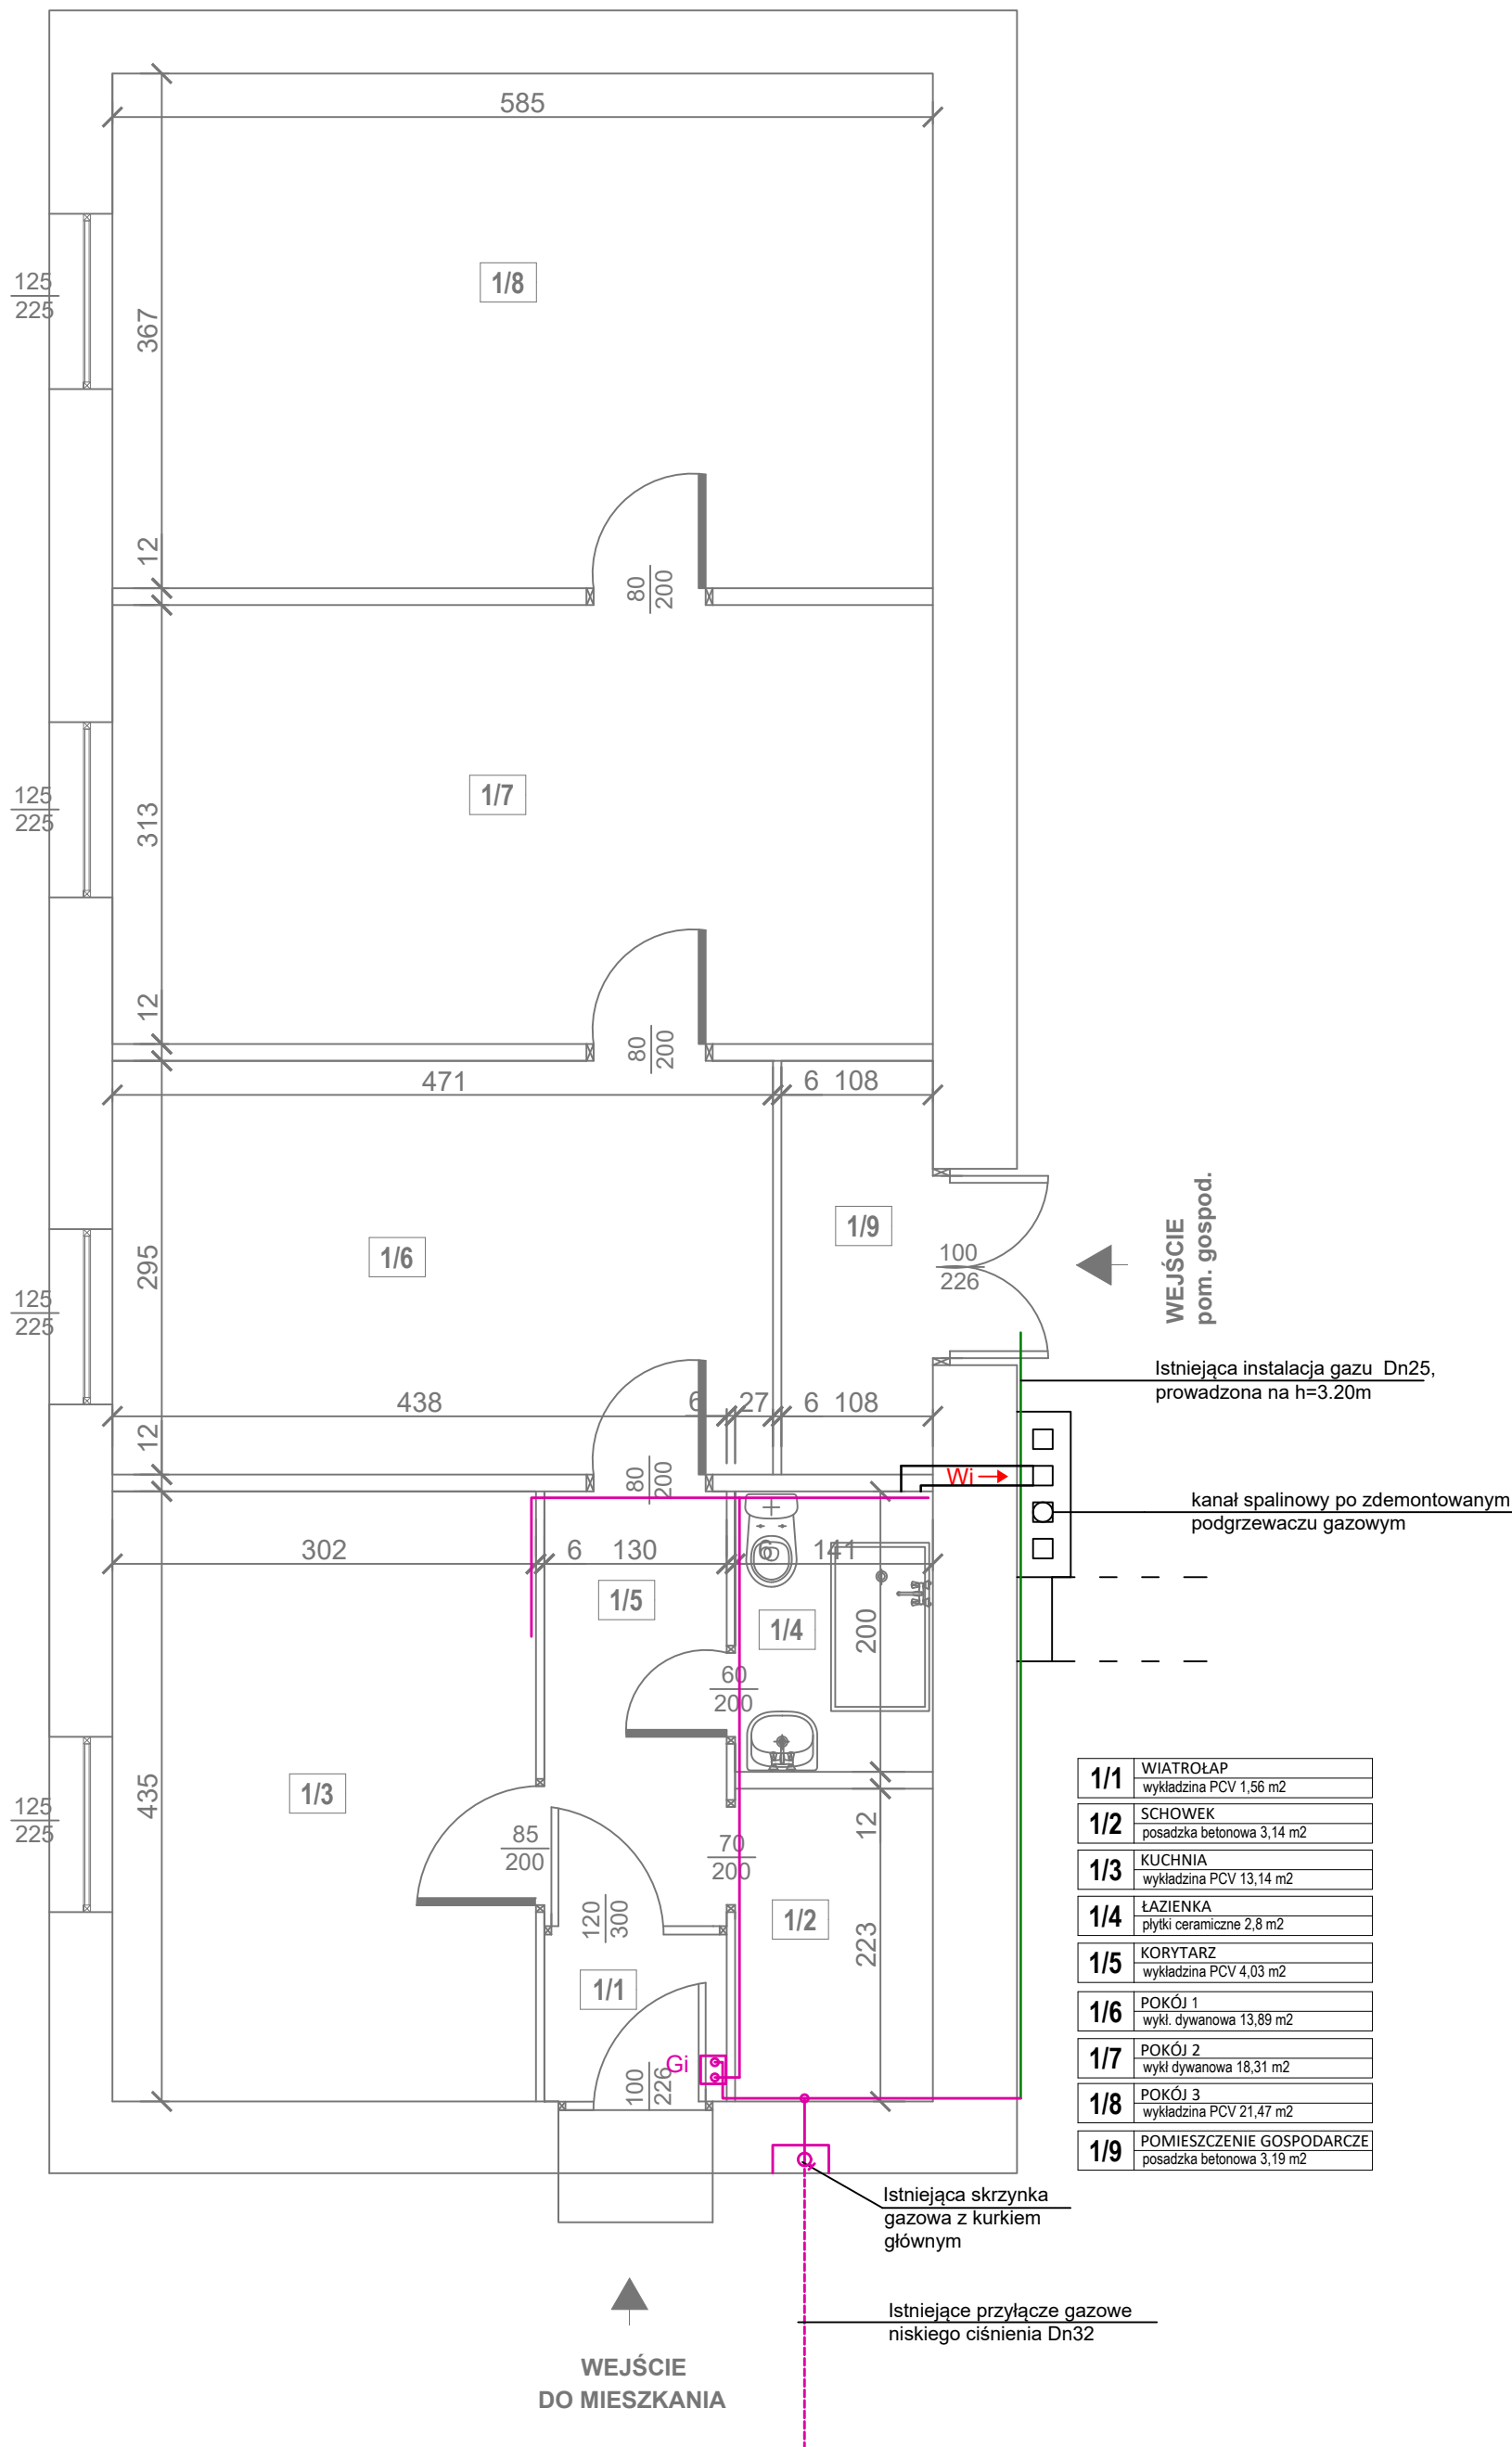 585
1/8
125
225
367
12
80
200
1/7
125
225
313
12
80
200
471
6 108
1/9
1/6
100
226
WEJŚCIE
pom. gospod.
295
125
225
Istniejąca instalacja gazu Dn25,
prowadzona na h=3.20m
438
6
27
6 108
12
80
200
Wi
kanał spalinowy po zdemontowanym
podgrzewaczu gazowym
302
6
130
6
141
1/5
1/4
200
60
200
435
1/3
125
225
85
200
70
200
12
120
300
1/2
223
1/1
Gi
100
226
1/1
WIATROŁAP
wykładzina PCV 1,56 m2
1/2
SCHOWEK
posadzka betonowa 3,14 m2
1/3
KUCHNIA
wykładzina PCV 13,14 m2
1/4
ŁAZIENKA
płytki ceramiczne 2,8 m2
1/5
KORYTARZ
wykładzina PCV 4,03 m2
1/6
POKÓJ 1
wykł. dywanowa 13,89 m2
1/7
POKÓJ 2
wykł dywanowa 18,31 m2
1/8
POKÓJ 3
wykładzina PCV 21,47 m2
1/9
POMIESZCZENIE GOSPODARCZE
posadzka betonowa 3,19 m2
Istniejąca skrzynka
gazowa z kurkiem
głównym
Istniejące przyłącze gazowe
niskiego ciśnienia Dn32
WEJŚCIE
DO MIESZKANIA